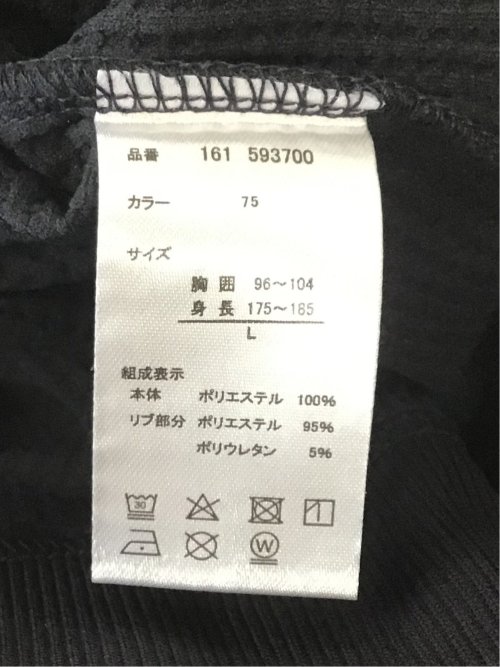 品番 161 593700
カラー 75
サイズ
胸囲 96～104
身長 175～185
L
組成表示
本体 ポリエステル 100%
リブ部分 ポリエステル 95%
ポリウレタン 5%
30
W